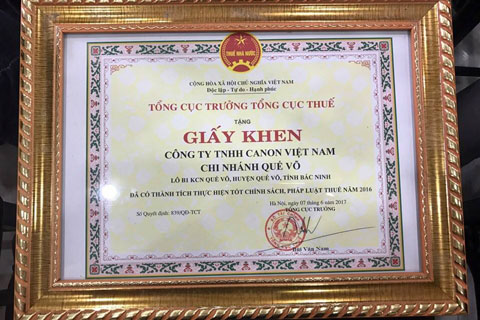 THUẾ NHÀ NƯỚC
CỘNG HÒA XÃ HỘI CHỦ NGHĨA VIỆT NAM
Độc lập - Tự do - Hạnh phúc
TỔNG CỤC TRƯỞNG TỔNG CỤC THUẾ
TẶNG
GIẤY KHEN
CÔNG TY TNHH CANON VIỆT NAM
CHI NHÁNH QUẾ VÕ
LÔ B1 KCN QUẾ VÕ, HUYỆN QUẾ VÕ, TỈNH BẮC NINH
ĐÃ CÓ THÀNH TÍCH THỰC HIỆN TỐT CHÍNH SÁCH, PHÁP LUẬT THUẾ NĂM 2016
Hà Nội, ngày 07 tháng 6 năm 2017
Số Quyết định: 839/QĐ-TCT
TỔNG CỤC TRƯỞNG
Bùi Văn Nam